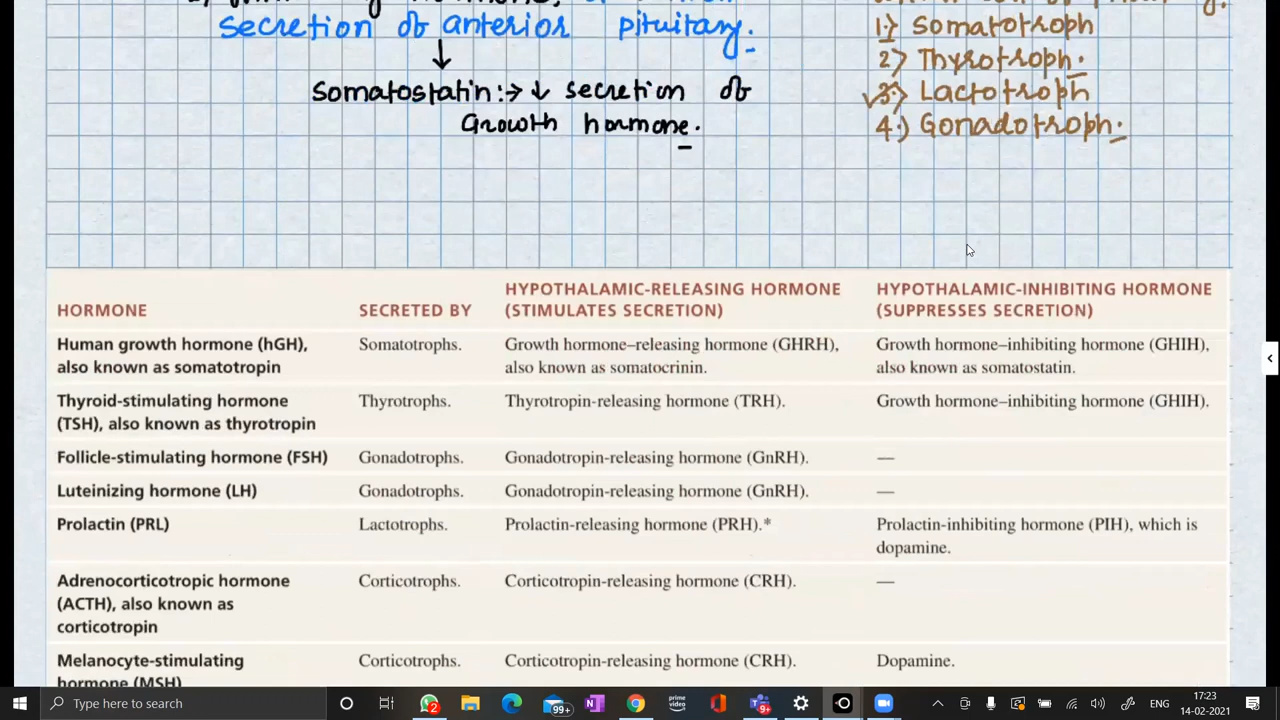 secretion of anterior pituitary.
↓
Somatostatin:→ ↓ secretion of
Growth hormone.
1.) Somatotroph
2) Thyrotroph.
3) Lactotroph
4.) Gonadotroph.
HORMONE SECRETED BY HYPOTHALAMIC-RELEASING HORMONE (STIMULATES SECRETION) HYPOTHALAMIC-INHIBITING HORMONE (SUPPRESSES SECRETION)
Human growth hormone (hGH), Somatotrophs. Growth hormone–releasing hormone (GHRH), Growth hormone–inhibiting hormone (GHIH),
also known as somatotropin also known as somatocrinin. also known as somatostatin.
Thyroid-stimulating hormone Thyrotrophs. Thyrotropin-releasing hormone (TRH). Growth hormone–inhibiting hormone (GHIH).
(TSH), also known as thyrotropin
Follicle-stimulating hormone (FSH) Gonadotrophs. Gonadotropin-releasing hormone (GnRH). —
Luteinizing hormone (LH) Gonadotrophs. Gonadotropin-releasing hormone (GnRH). —
Prolactin (PRL) Lactotrophs. Prolactin-releasing hormone (PRH).* Prolactin-inhibiting hormone (PIH), which is
dopamine.
Adrenocorticotropic hormone Corticotrophs. Corticotropin-releasing hormone (CRH). —
(ACTH), also known as
corticotropin
Melanocyte-stimulating Corticotrophs. Corticotropin-releasing hormone (CRH). Dopamine.
hormone (MSH)
Type here to search
2
99+
prime video
9+
ENG
17:23
14-02-2021